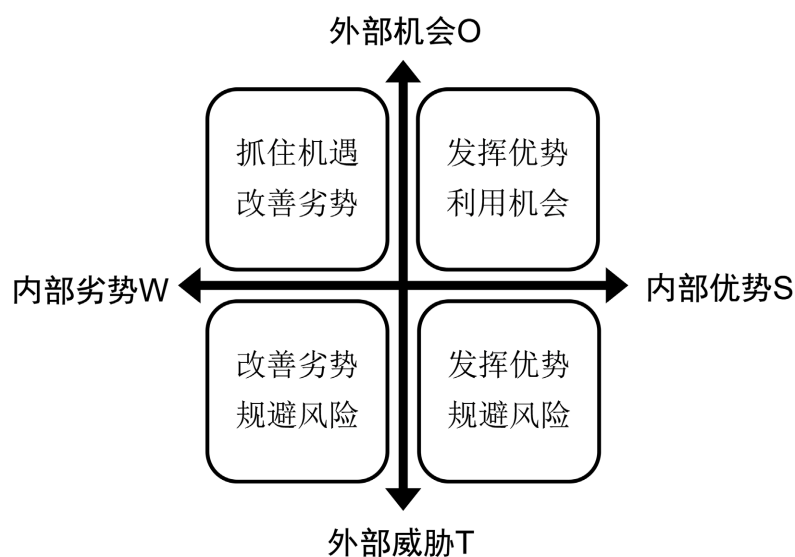 外部机会O
抓住机遇
改善劣势
发挥优势
利用机会
内部劣势W
内部优势S
改善劣势
规避风险
发挥优势
规避风险
外部威胁T